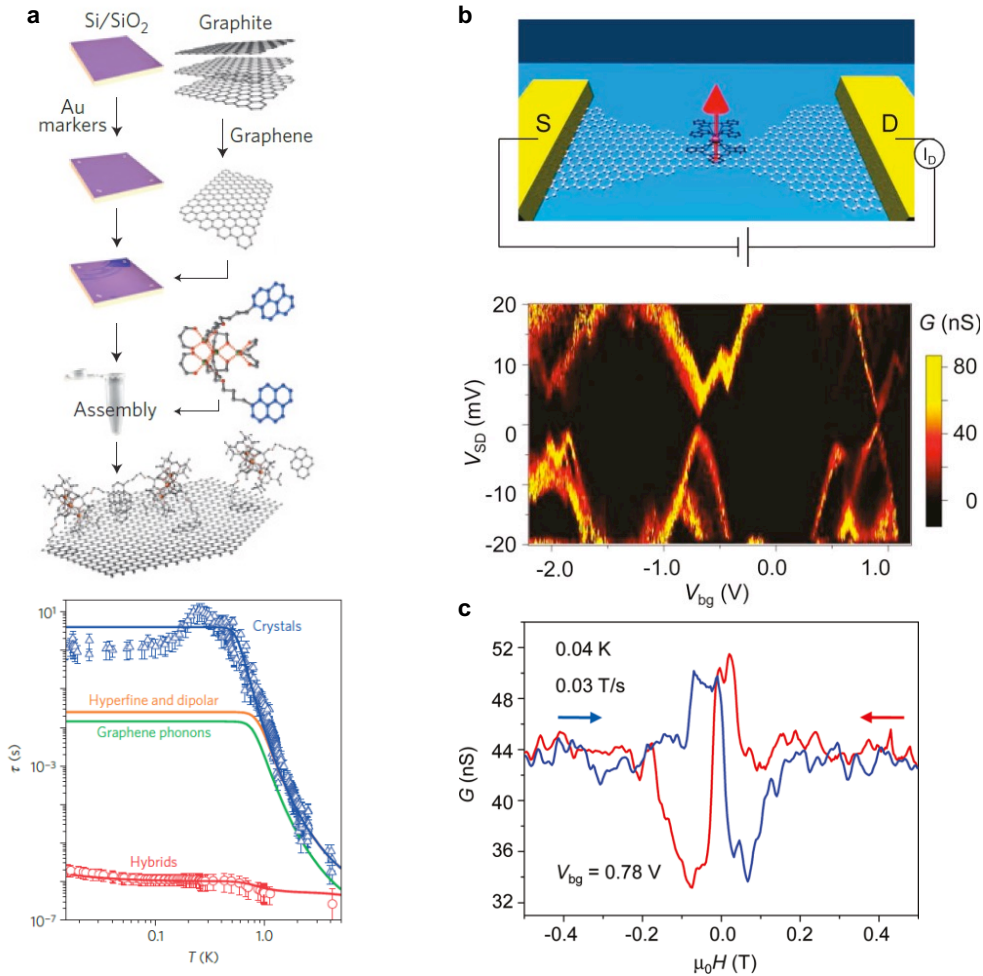 a
Si/SiO2
Graphite
Au
markers
Graphene
Assembly
10¹
10⁻³
10⁻⁷
τ (s)
Crystals
Hyperfine and dipolar
Graphene phonons
Hybrids
0.1
1.0
T (K)
b
S
D
I_D
20
10
0
-10
-20
V_SD (mV)
-2.0
-1.0
0.0
1.0
V_bg (V)
G (nS)
80
40
0
c
52
48
44
40
36
32
G (nS)
0.04 K
0.03 T/s
V_bg = 0.78 V
-0.4
-0.2
0.0
0.2
0.4
μ₀H (T)